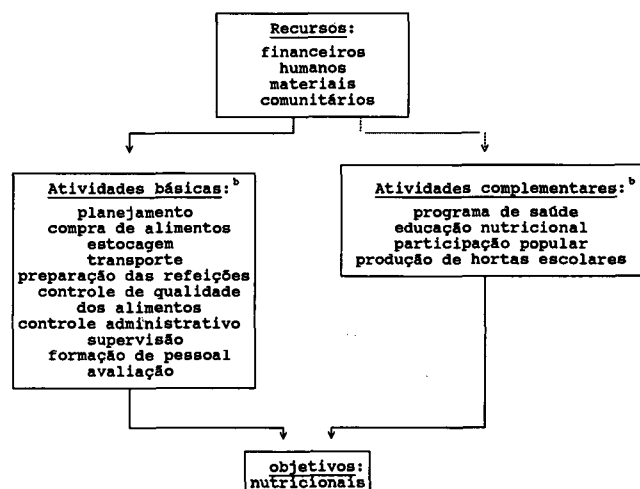 Recursos:
financeiros
humanos
materiais
comunitários
Atividades básicas:b
planejamento
compra de alimentos
estocagem
transporte
preparação das refeições
controle de qualidade
dos alimentos
controle administrativo
supervisão
formação de pessoal
avaliação
Atividades complementares:b
programa de saúde
educação nutricional
participação popular
produção de hortas escolares
objetivos:
nutricionais